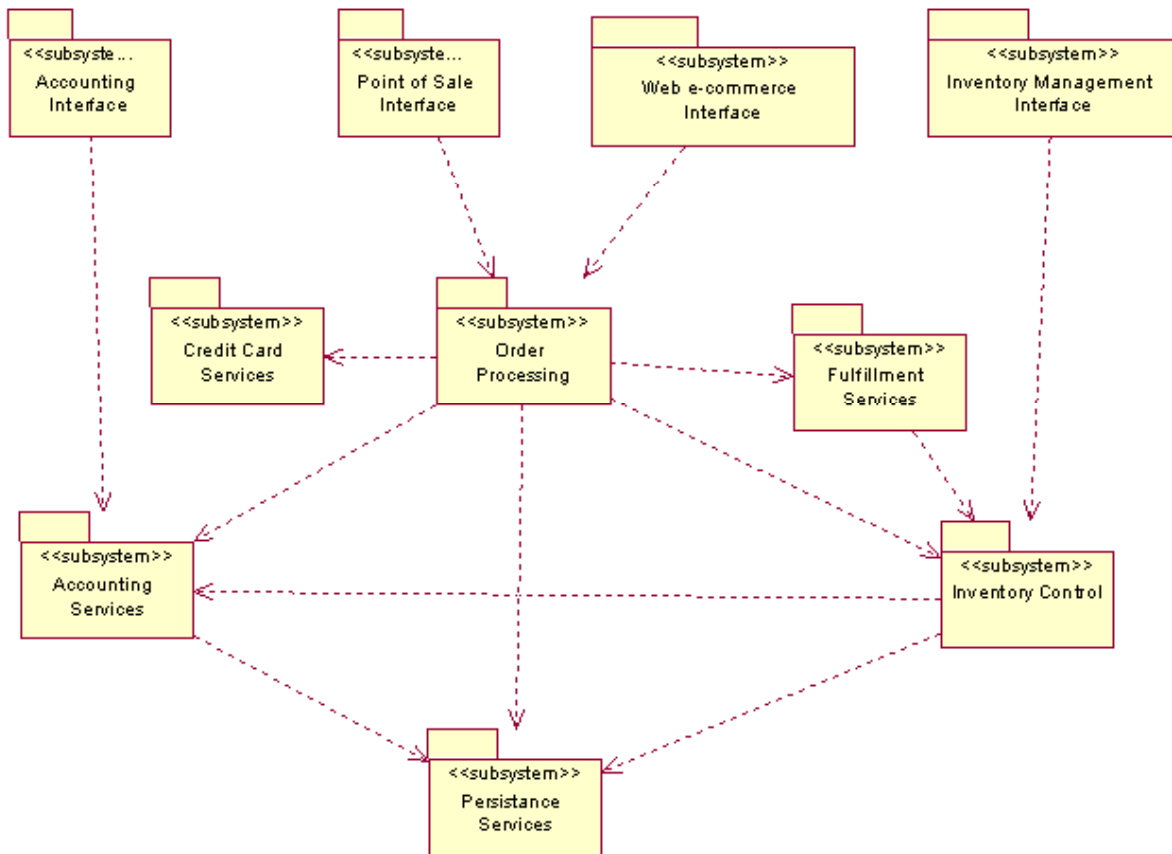 <<subsyste...
Accounting
Interface
<<subsyste...
Point of Sale
Interface
<<subsystem>>
Web e-commerce
Interface
<<subsystem>>
Inventory Management
Interface
<<subsystem>>
Credit Card
Services
<<subsystem>>
Order
Processing
<<subsystem>>
Fulfillment
Services
<<subsystem>>
Accounting
Services
<<subsystem>>
Inventory Control
<<subsystem>>
Persistance
Services